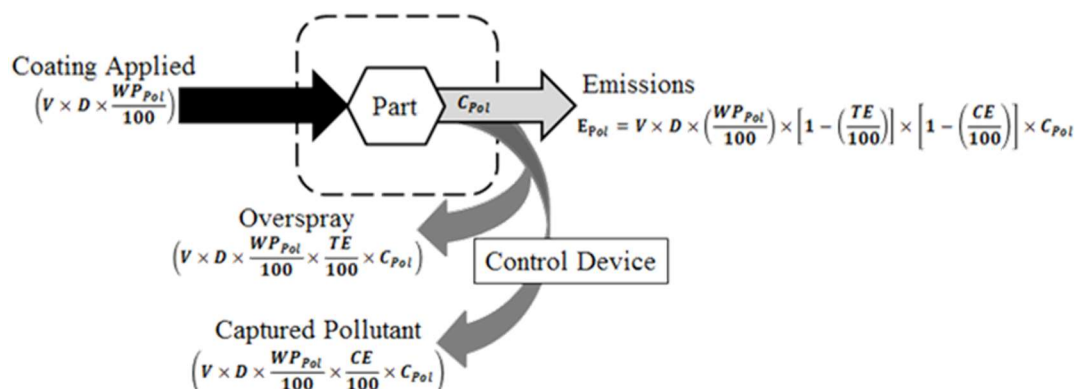 Coating Applied
(V × D × WP_Pol/100)
Part
C_Pol
Emissions
E_Pol = V × D × (WP_Pol/100) × [1 − (TE/100)] × [1 − (CE/100)] × C_Pol
Overspray
(V × D × WP_Pol/100 × TE/100 × C_Pol)
Control Device
Captured Pollutant
(V × D × WP_Pol/100 × CE/100 × C_Pol)